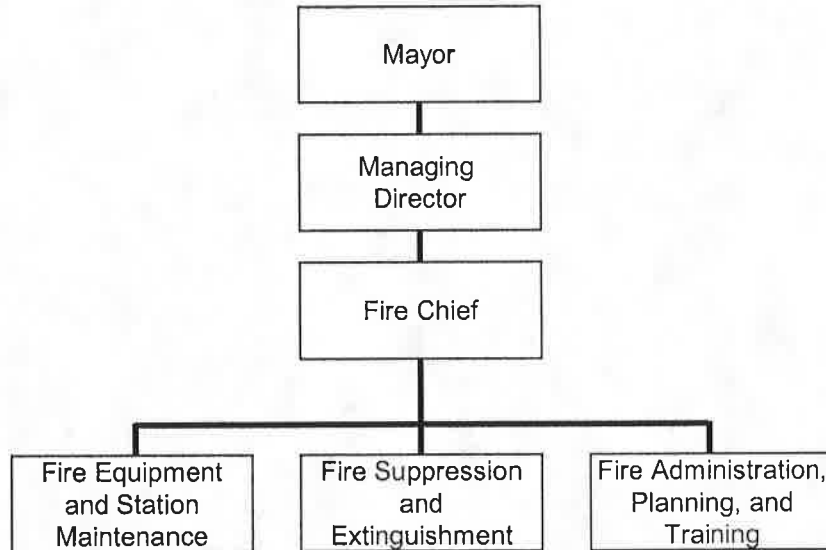 Mayor
Managing
Director
Fire Chief
Fire Equipment
and Station
Maintenance
Fire Suppression
and
Extinguishment
Fire Administration,
Planning, and
Training